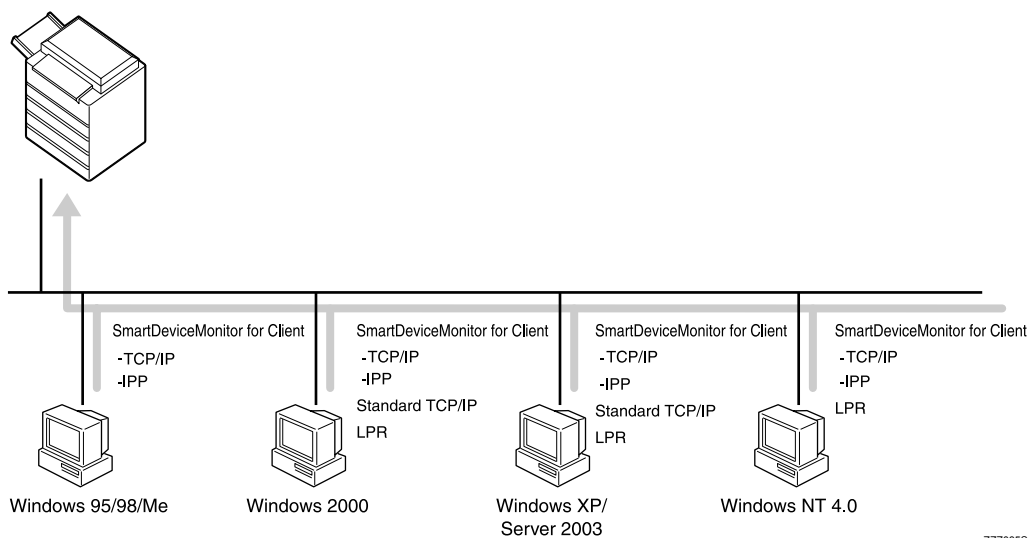 SmartDeviceMonitor for Client
-TCP/IP
-IPP
Windows 95/98/Me
SmartDeviceMonitor for Client
-TCP/IP
-IPP
Standard TCP/IP
LPR
Windows 2000
SmartDeviceMonitor for Client
-TCP/IP
-IPP
Standard TCP/IP
LPR
Windows XP/
Server 2003
SmartDeviceMonitor for Client
-TCP/IP
-IPP
LPR
Windows NT 4.0